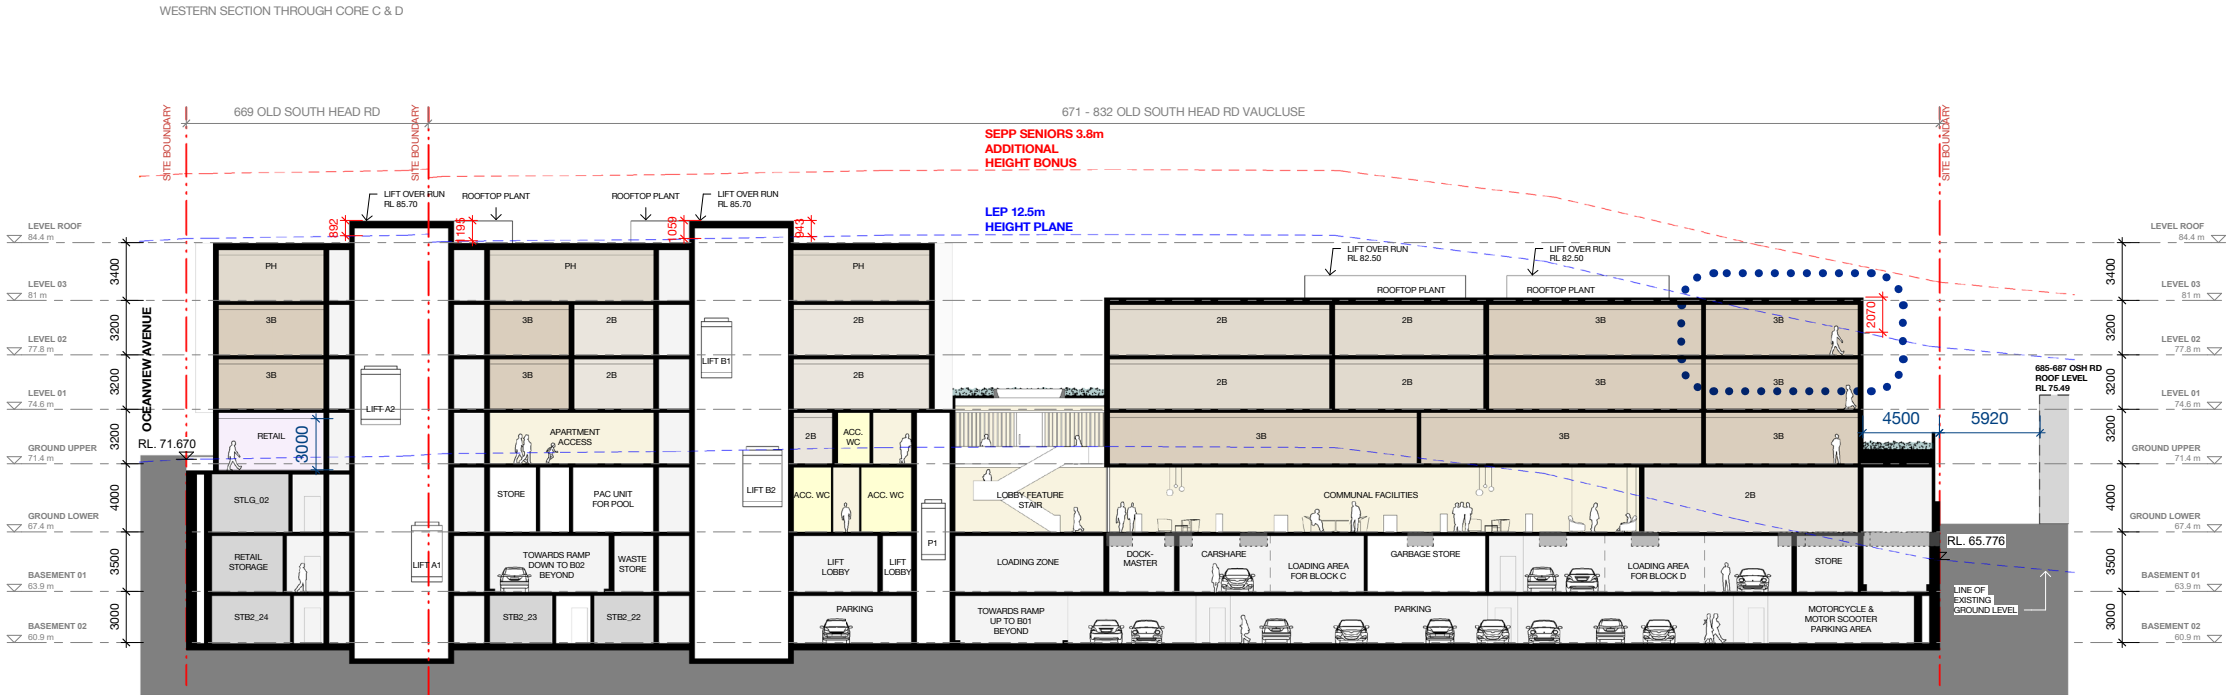 WESTERN SECTION THROUGH CORE C & D
669 OLD SOUTH HEAD RD
671 - 832 OLD SOUTH HEAD RD VAUCLUSE
SITE BOUNDARY
SITE BOUNDARY
SITE BOUNDARY
SEPP SENIORS 3.8m
ADDITIONAL
HEIGHT BONUS
LEP 12.5m
HEIGHT PLANE
LIFT OVER RUN
RL 85.70
ROOFTOP PLANT
ROOFTOP PLANT
LIFT OVER RUN
RL 85.70
892
1195
1059
943
LIFT OVER RUN
RL 82.50
LIFT OVER RUN
RL 82.50
ROOFTOP PLANT
ROOFTOP PLANT
2070
LEVEL ROOF
84.4 m
LEVEL 03
81 m
LEVEL 02
77.8 m
LEVEL 01
74.6 m
GROUND UPPER
71.4 m
GROUND LOWER
67.4 m
BASEMENT 01
63.9 m
BASEMENT 02
60.9 m
3400
3200
3200
3200
4000
3500
3000
OCEANVIEW AVENUE
RL. 71.670
PH
PH
PH
3B
3B
2B
2B
2B
2B
3B
3B
3B
3B
2B
2B
2B
2B
3B
3B
LIFT A2
LIFT B1
RETAIL
3000
APARTMENT
ACCESS
2B
ACC.
WC
3B
3B
3B
LIFT B2
STLG_02
STORE
PAC UNIT
FOR POOL
ACC. WC
ACC. WC
LOBBY FEATURE
STAIR
COMMUNAL FACILITIES
2B
P1
LIFT A1
RETAIL
STORAGE
TOWARDS RAMP
DOWN TO B02
BEYOND
WASTE
STORE
LIFT
LOBBY
LIFT
LOBBY
LOADING ZONE
DOCK-
MASTER
CARSHARE
LOADING AREA
FOR BLOCK C
GARBAGE STORE
LOADING AREA
FOR BLOCK D
STORE
STB2_24
STB2_23
STB2_22
PARKING
TOWARDS RAMP
UP TO B01
BEYOND
PARKING
MOTORCYCLE &
MOTOR SCOOTER
PARKING AREA
685-687 OSH RD
ROOF LEVEL
RL 75.49
4500
5920
RL. 65.776
LINE OF
EXISTING
GROUND LEVEL
3400
3200
3200
3200
4000
3500
3000
LEVEL ROOF
84.4 m
LEVEL 03
81 m
LEVEL 02
77.8 m
LEVEL 01
74.6 m
GROUND UPPER
71.4 m
GROUND LOWER
67.4 m
BASEMENT 01
63.9 m
BASEMENT 02
60.9 m